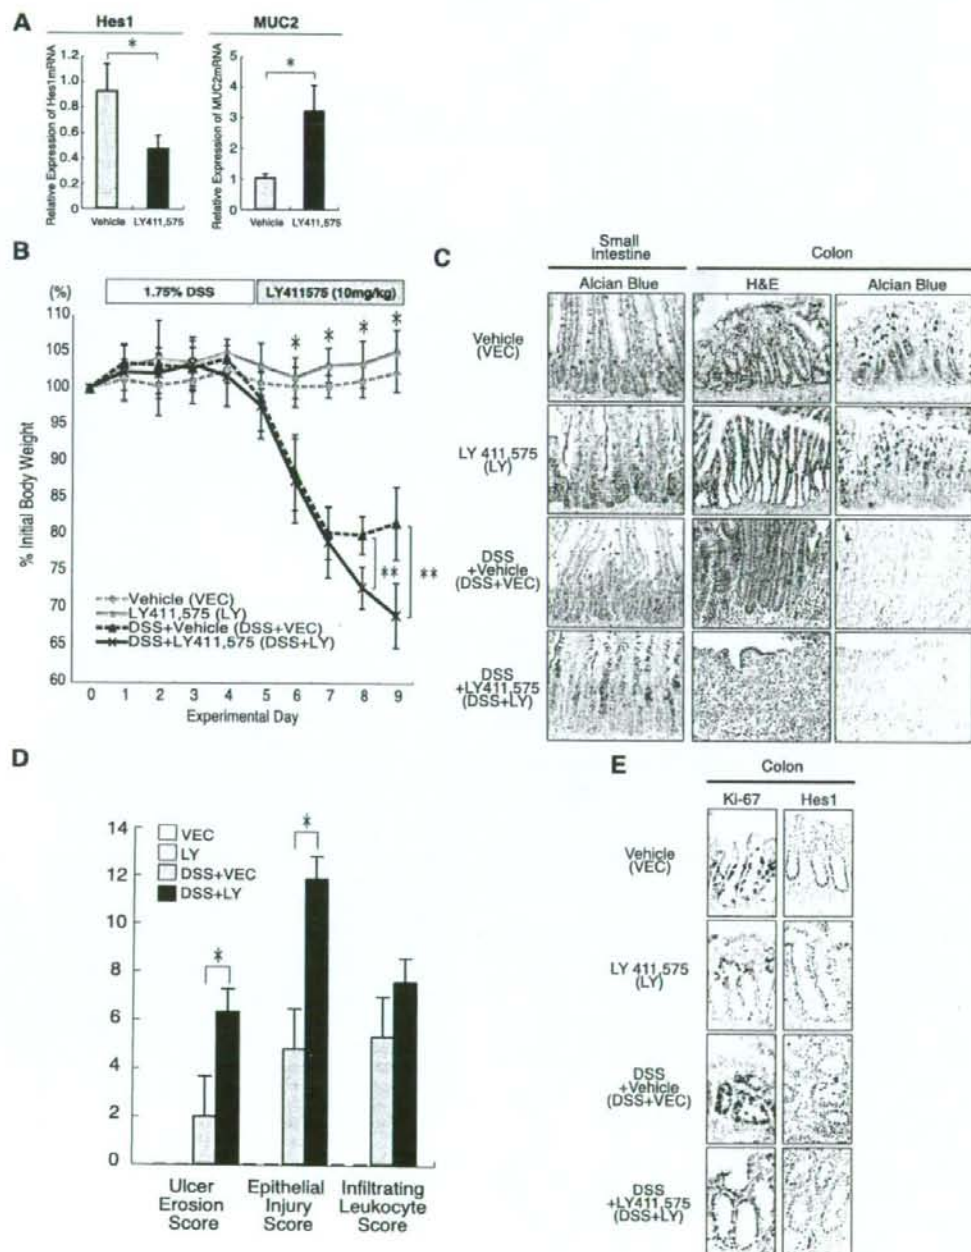 A
Hes1
MUC2
Relative Expression of Hes1mRNA
1.2
1.0
0.8
0.6
0.4
0.2
0
*
Vehicle
LY411,575
Relative Expression of MUC2mRNA
5
4
3
2
1
0
*
Vehicle
LY411,575
B
(%)
1.75% DSS
LY411575 (10mg/kg)
% Initial Body Weight
110
105
100
95
90
85
80
75
70
65
60
* * * *
** **
Vehicle (VEC)
LY411,575 (LY)
DSS+Vehicle (DSS+VEC)
DSS+LY411,575 (DSS+LY)
0 1 2 3 4 5 6 7 8 9
Experimental Day
C
Small
Intestine
Colon
Alcian Blue
H&E
Alcian Blue
Vehicle
(VEC)
LY 411,575
(LY)
DSS
+Vehicle
(DSS+VEC)
DSS
+LY411,575
(DSS+LY)
D
14
12
10
8
6
4
2
0
VEC
LY
DSS+VEC
DSS+LY
*
*
Ulcer
Erosion
Score
Epithelial
Injury
Score
Infiltrating
Leukocyte
Score
E
Colon
Ki-67
Hes1
Vehicle
(VEC)
LY 411,575
(LY)
DSS
+Vehicle
(DSS+VEC)
DSS
+LY411,575
(DSS+LY)